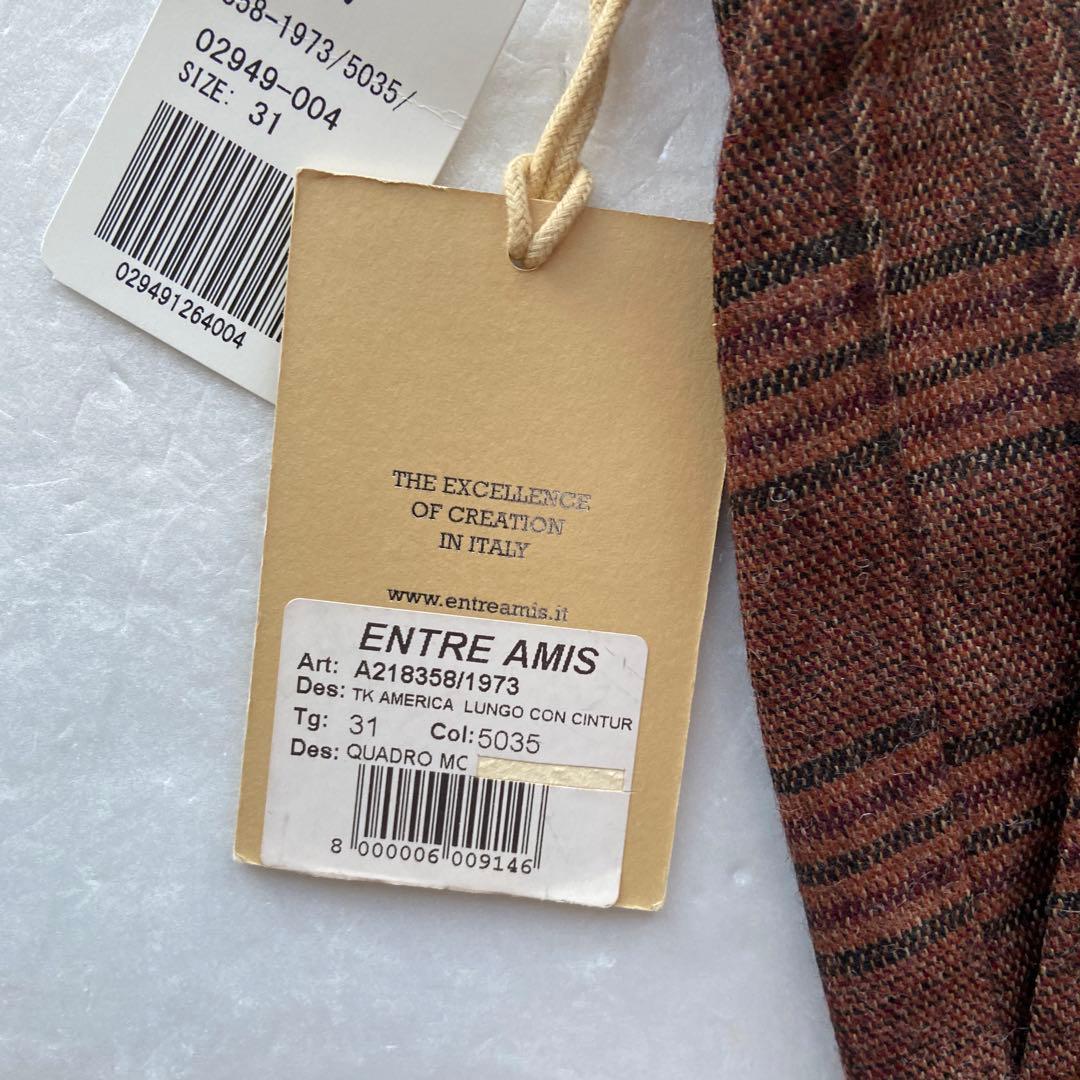 358-1973/5035/
02949-004
SIZE: 31
029491264004
THE EXCELLENCE
OF CREATION
IN ITALY
www.entreamis.it
ENTRE AMIS
Art: A218358/1973
Des: TK AMERICA LUNGO CON CINTUR
Tg: 31 Col: 5035
Des: QUADRO MC
8 000006 009146